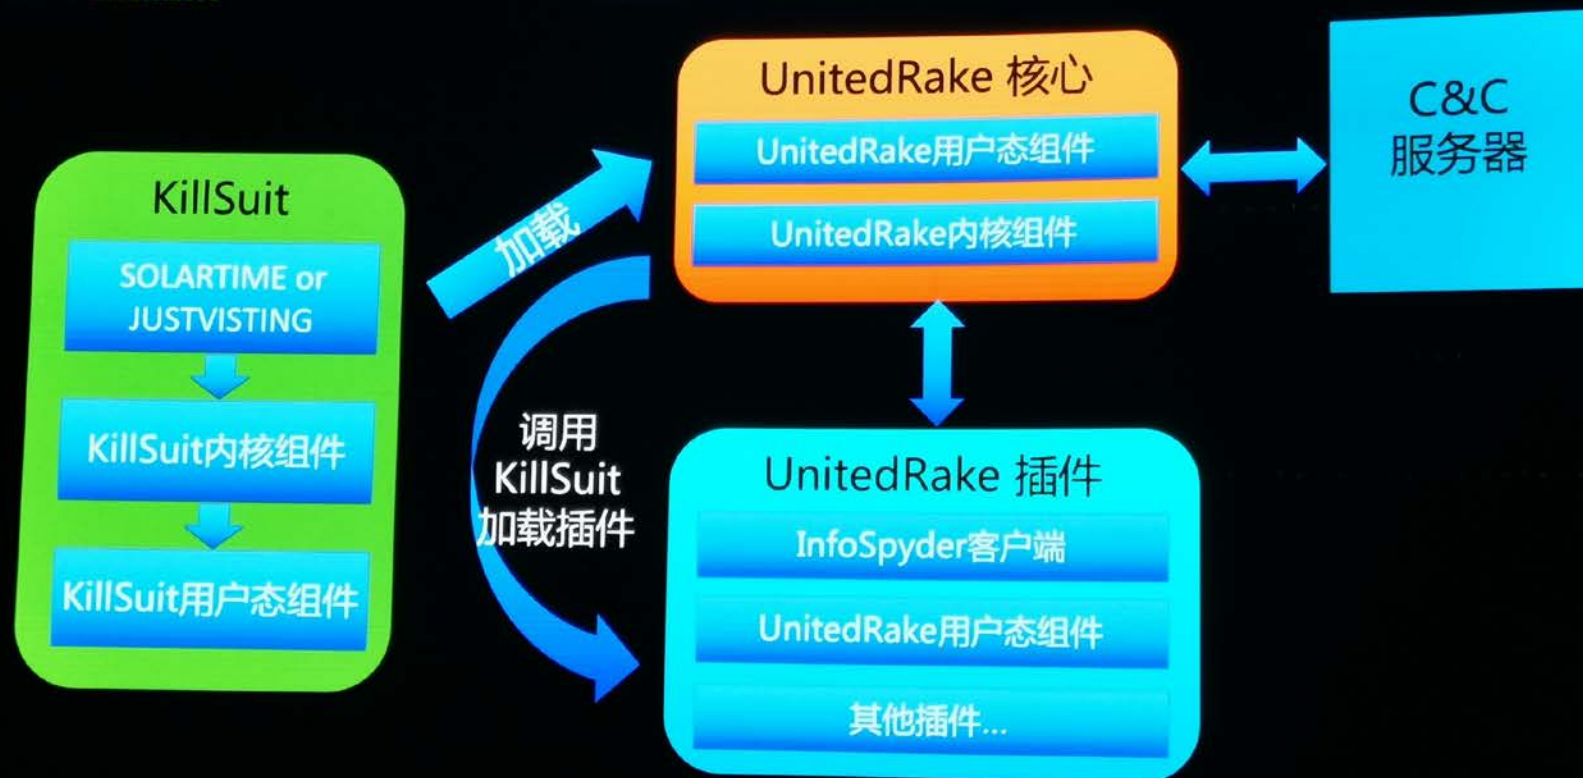 KillSuit
SOLARTIME or
JUSTVISTING
KillSuit内核组件
KillSuit用户态组件
加载
调用
KillSuit
加载插件
UnitedRake 核心
UnitedRake用户态组件
UnitedRake内核组件
C&C
服务器
UnitedRake 插件
InfoSpyder客户端
UnitedRake用户态组件
其他插件...